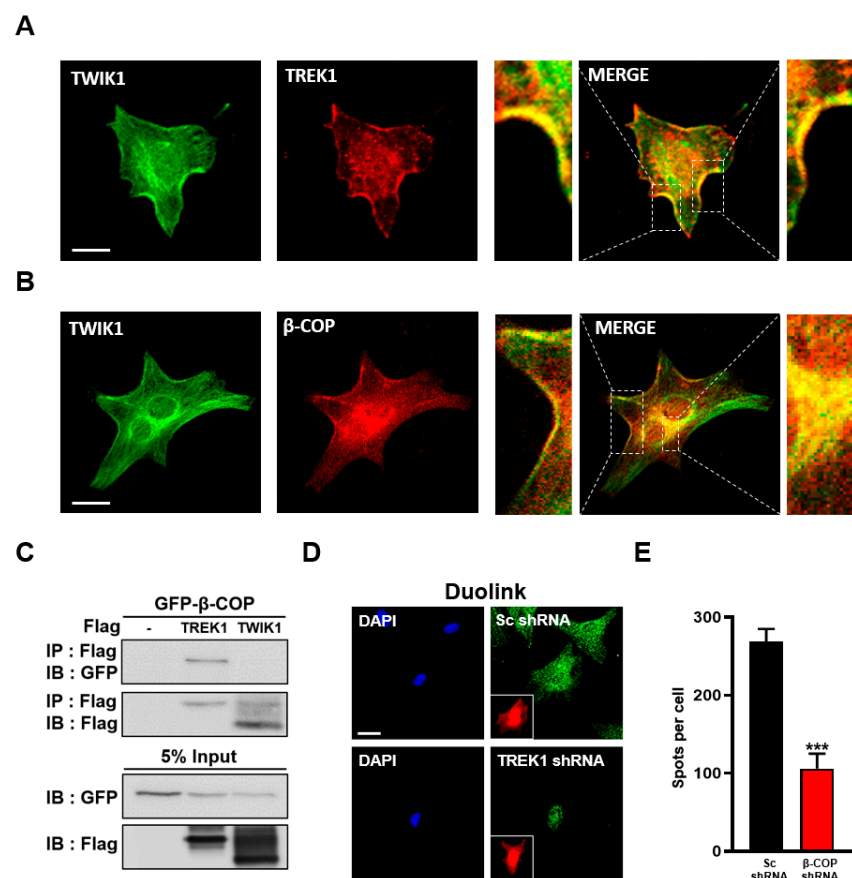 A
TWIK1
TREK1
MERGE
B
TWIK1
β-COP
MERGE
C
GFP-β-COP
Flag - TREK1 TWIK1
IP : Flag
IB : GFP
IP : Flag
IB : Flag
5% Input
IB : GFP
IB : Flag
D
Duolink
DAPI
Sc shRNA
DAPI
TREK1 shRNA
E
300
200
100
0
Spots per cell
***
Sc
shRNA
β-COP
shRNA